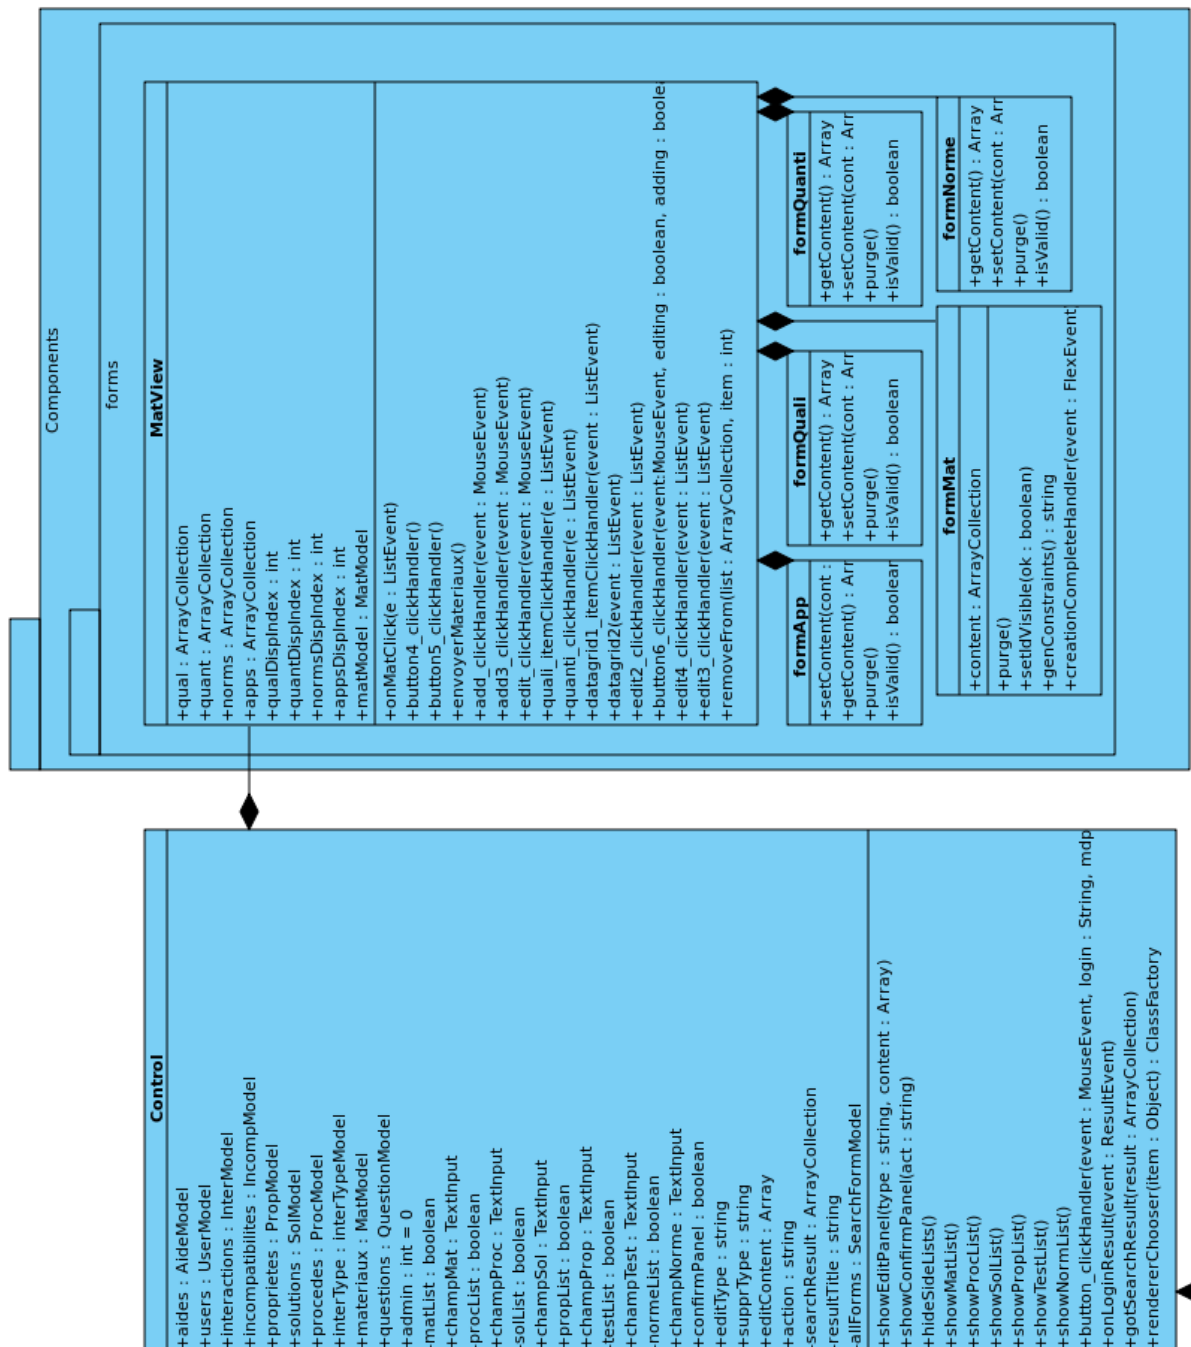 Components
forms
MatView
+qual : ArrayCollection
+quant : ArrayCollection
+norms : ArrayCollection
+apps : ArrayCollection
+qualDispIndex : int
+quantDispIndex : int
+normsDispIndex : int
+appsDispIndex : int
+matModel : MatModel
+onMatClick(e : ListEvent)
+button4_clickHandler()
+button5_clickHandler()
+envoyerMateriaux()
+add_clickHandler(event : MouseEvent)
+add3_clickHandler(event : MouseEvent)
+edit_clickHandler(event : MouseEvent)
+quali_itemClickHandler(e : ListEvent)
+quanti_clickHandler(e : ListEvent)
+datagrid1_itemClickHandler(event : ListEvent)
+datagrid2(event : ListEvent)
+edit2_clickHandler(event : ListEvent)
+button6_clickHandler(event:MouseEvent, editing : boolean, adding : boole
+edit4_clickHandler(event : ListEvent)
+edit3_clickHandler(event : ListEvent)
+removeFrom(list : ArrayCollection, item : int)
formApp
+setContent(cont :
+getContent() : Arr
+purge()
+isValid() : boolean
formQuali
+getContent() : Array
+setContent(cont : Arr
+purge()
+isValid() : boolean
formQuanti
+getContent() : Array
+setContent(cont : Arr
+purge()
+isValid() : boolean
formMat
+content : ArrayCollection
+purge()
+setIdVisible(ok : boolean)
+genConstraints() : string
+creationCompleteHandler(event : FlexEvent
formNorme
+getContent() : Array
+setContent(cont : Arr
+purge()
+isValid() : boolean
Control
+aides : AideModel
+users : UserModel
+interactions : InterModel
+incompatibilites : IncompModel
+proprietes : PropModel
+solutions : SolModel
+procedes : ProcModel
+interType : interTypeModel
+materiaux : MatModel
+questions : QuestionModel
+admin : int = 0
-matList : boolean
+champMat : TextInput
-procList : boolean
+champProc : TextInput
-solList : boolean
+champSol : TextInput
+propList : boolean
+champProp : TextInput
-testList : boolean
+champTest : TextInput
-normeList : boolean
+champNorme : TextInput
+confirmPanel : boolean
+editType : string
+supprType : string
+editContent : Array
+action : string
-searchResult : ArrayCollection
-resultTitle : string
-allForms : SearchFormModel
+showEditPanel(type : string, content : Array)
+showConfirmPanel(act : string)
+hideSideLists()
+showMatList()
+showProcList()
+showSolList()
+showPropList()
+showTestList()
+showNormList()
+button_clickHandler(event : MouseEvent, login : String, mdp
+onLoginResult(event : ResultEvent)
+gotSearchResult(result : ArrayCollection)
+rendererChooser(item : Object) : ClassFactory